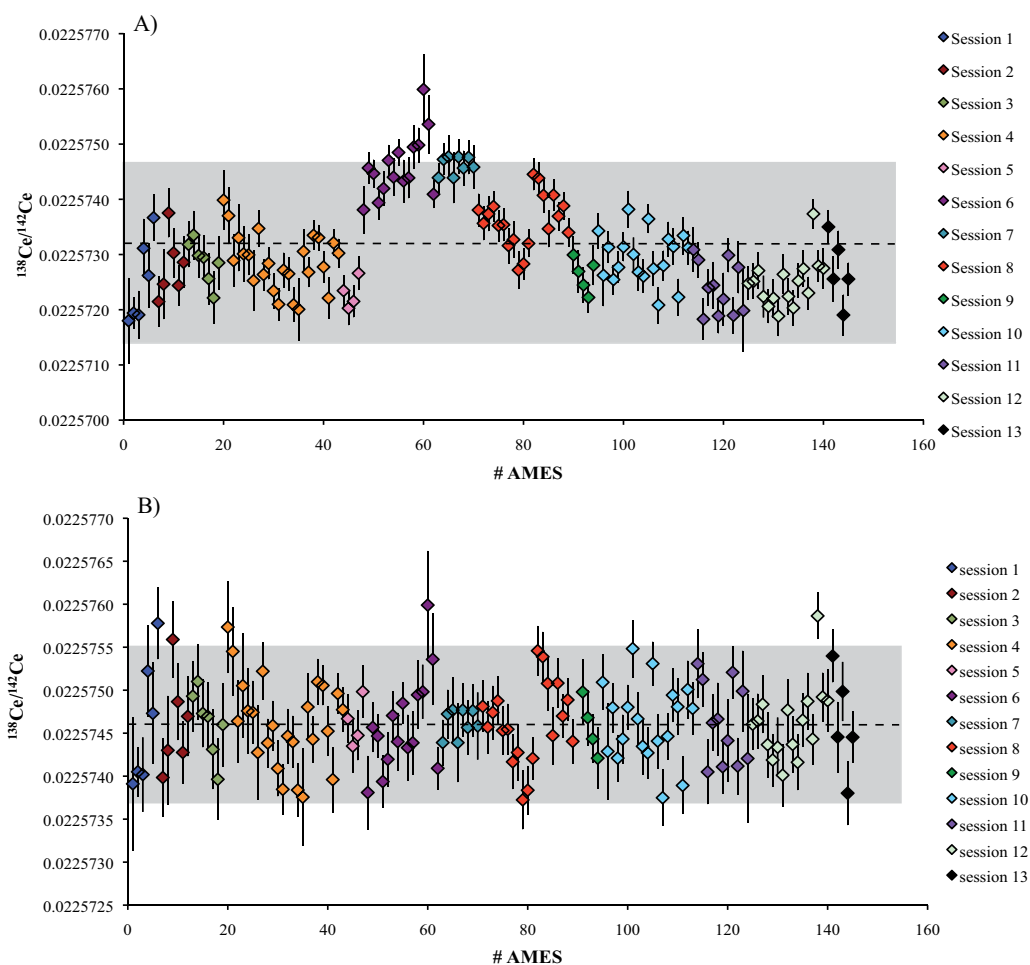 A)
0.0225770
0.0225760
0.0225750
0.0225740
0.0225730
0.0225720
0.0225710
0.0225700
138Ce/142Ce
0 20 40 60 80 100 120 140 160
# AMES
Session 1
Session 2
Session 3
Session 4
Session 5
Session 6
Session 7
Session 8
Session 9
Session 10
Session 11
Session 12
Session 13
B)
0.0225770
0.0225765
0.0225760
0.0225755
0.0225750
0.0225745
0.0225740
0.0225735
0.0225730
0.0225725
138Ce/142Ce
0 20 40 60 80 100 120 140 160
# AMES
session 1
session 2
session 3
session 4
session 5
session 6
session 7
session 8
session 9
session 10
session 11
session 12
session 13